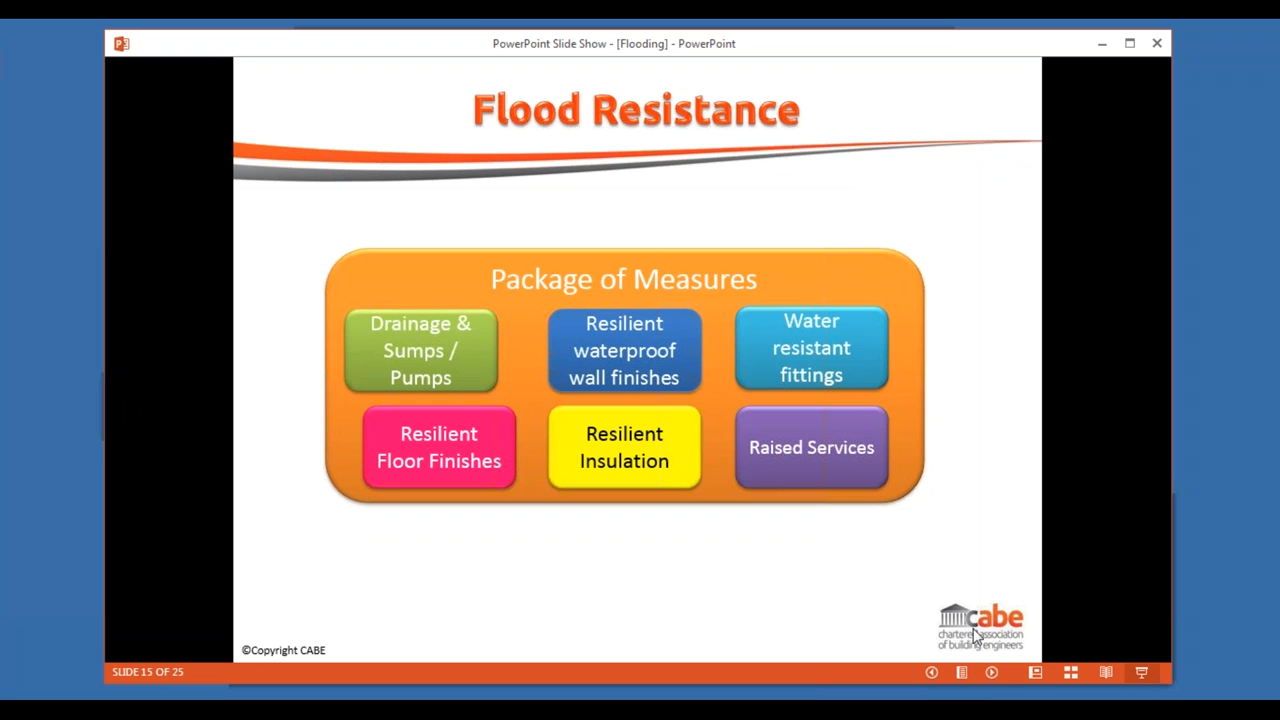 PowerPoint Slide Show - [Flooding] - PowerPoint
Flood Resistance
Package of Measures
Drainage &
Sumps /
Pumps
Resilient
waterproof
wall finishes
Water
resistant
fittings
Resilient
Floor Finishes
Resilient
Insulation
Raised Services
cabe
chartered association
of building engineers
©Copyright CABE
SLIDE 15 OF 25